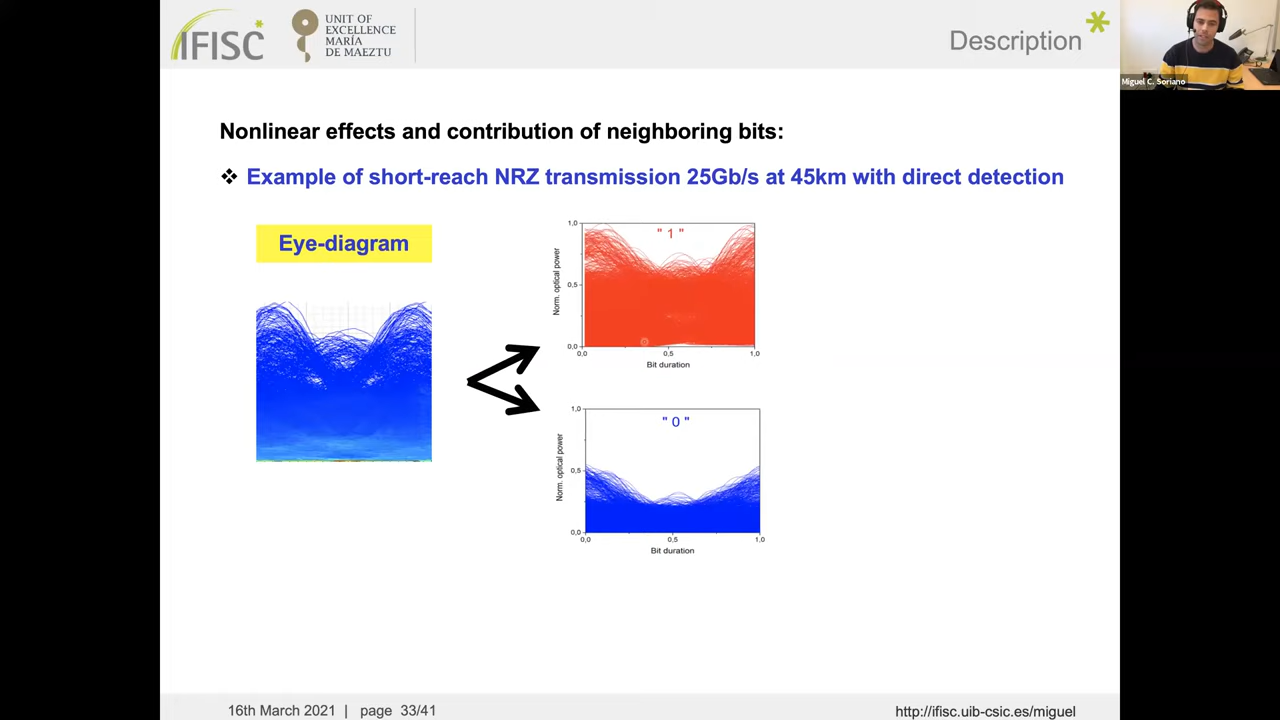 IFISC
UNIT OF
EXCELLENCE
MARÍA
DE MAEZTU
Description
Miguel C. Soriano
Nonlinear effects and contribution of neighboring bits:
❖ Example of short-reach NRZ transmission 25Gb/s at 45km with direct detection
Eye-diagram
" 1 "
Norm. optical power
1,0
0,5
0,0
0,0 0,5 1,0
Bit duration
" 0 "
Norm. optical power
1,0
0,5
0,0
0,0 0,5 1,0
Bit duration
16th March 2021 | page 33/41
http://ifisc.uib-csic.es/miguel